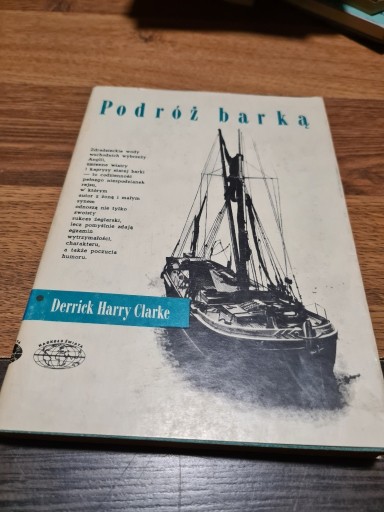 Podróż barką
Zdradzieckie wody
wschodnich wybrzeży
Anglii,
zmienne wiatry
i kaprysy starej barki
— to codzienność
pełnego niespodzianek
rejsu,
w którym
autor z żoną i małym
synem
odnoszą nie tylko
swoisty
sukces żeglarski,
lecz pomyślnie zdają
egzamin
wytrzymałości,
charakteru,
a także poczucia
humoru.
Derrick Harry Clarke
NAOKOŁO ŚWIATA